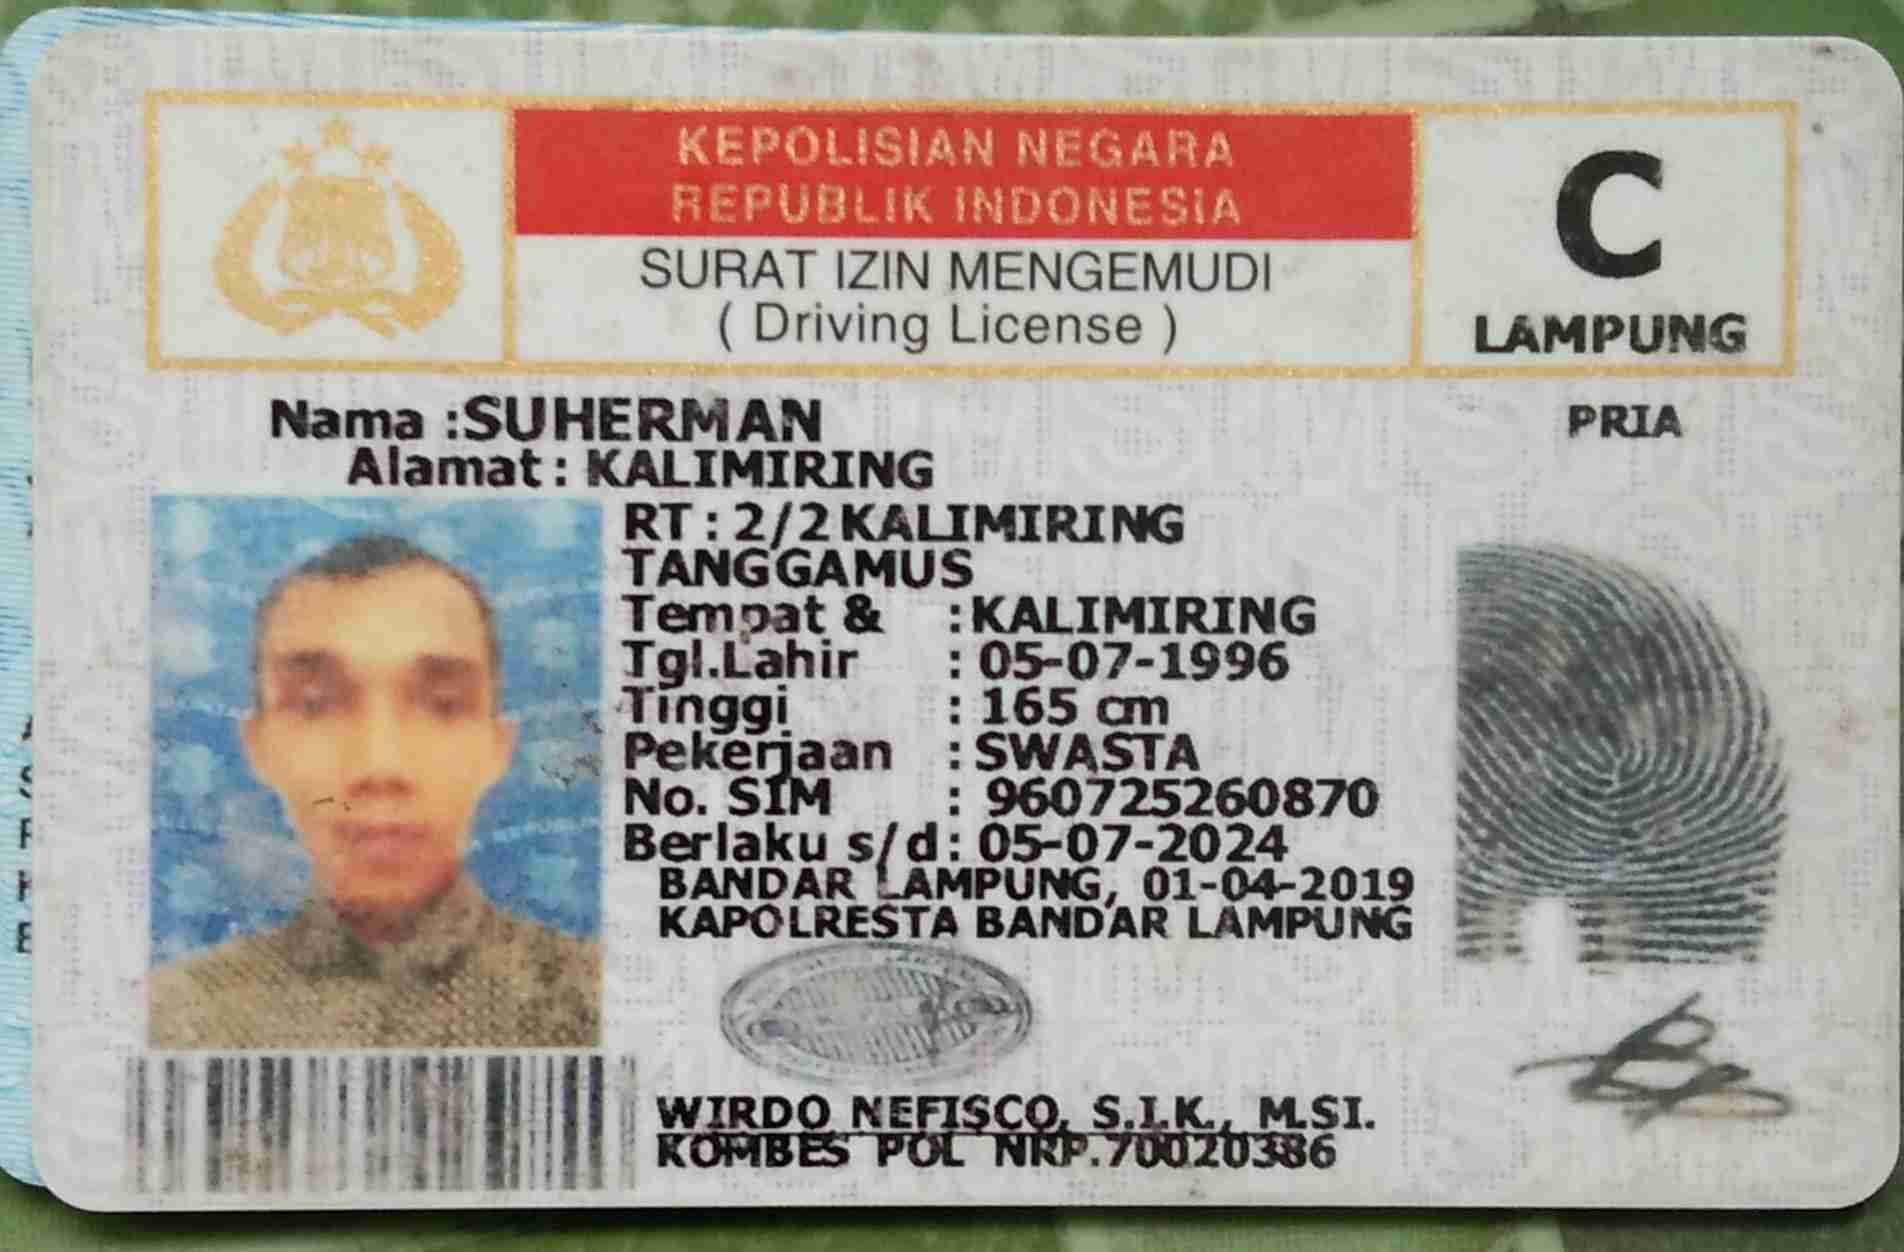 KEPOLISIAN NEGARA
REPUBLIK INDONESIA
SURAT IZIN MENGEMUDI
( Driving License )
C
LAMPUNG
PRIA
Nama :SUHERMAN
Alamat : KALIMIRING
RT : 2/2 KALIMIRING
TANGGAMUS
Tempat & : KALIMIRING
Tgl.Lahir : 05-07-1996
Tinggi : 165 cm
Pekerjaan : SWASTA
No. SIM : 960725260870
Berlaku s/d : 05-07-2024
BANDAR LAMPUNG, 01-04-2019
KAPOLRESTA BANDAR LAMPUNG
WIRDO NEFISCO, S.I.K., M.SI.
KOMBES POL NRP.70020386